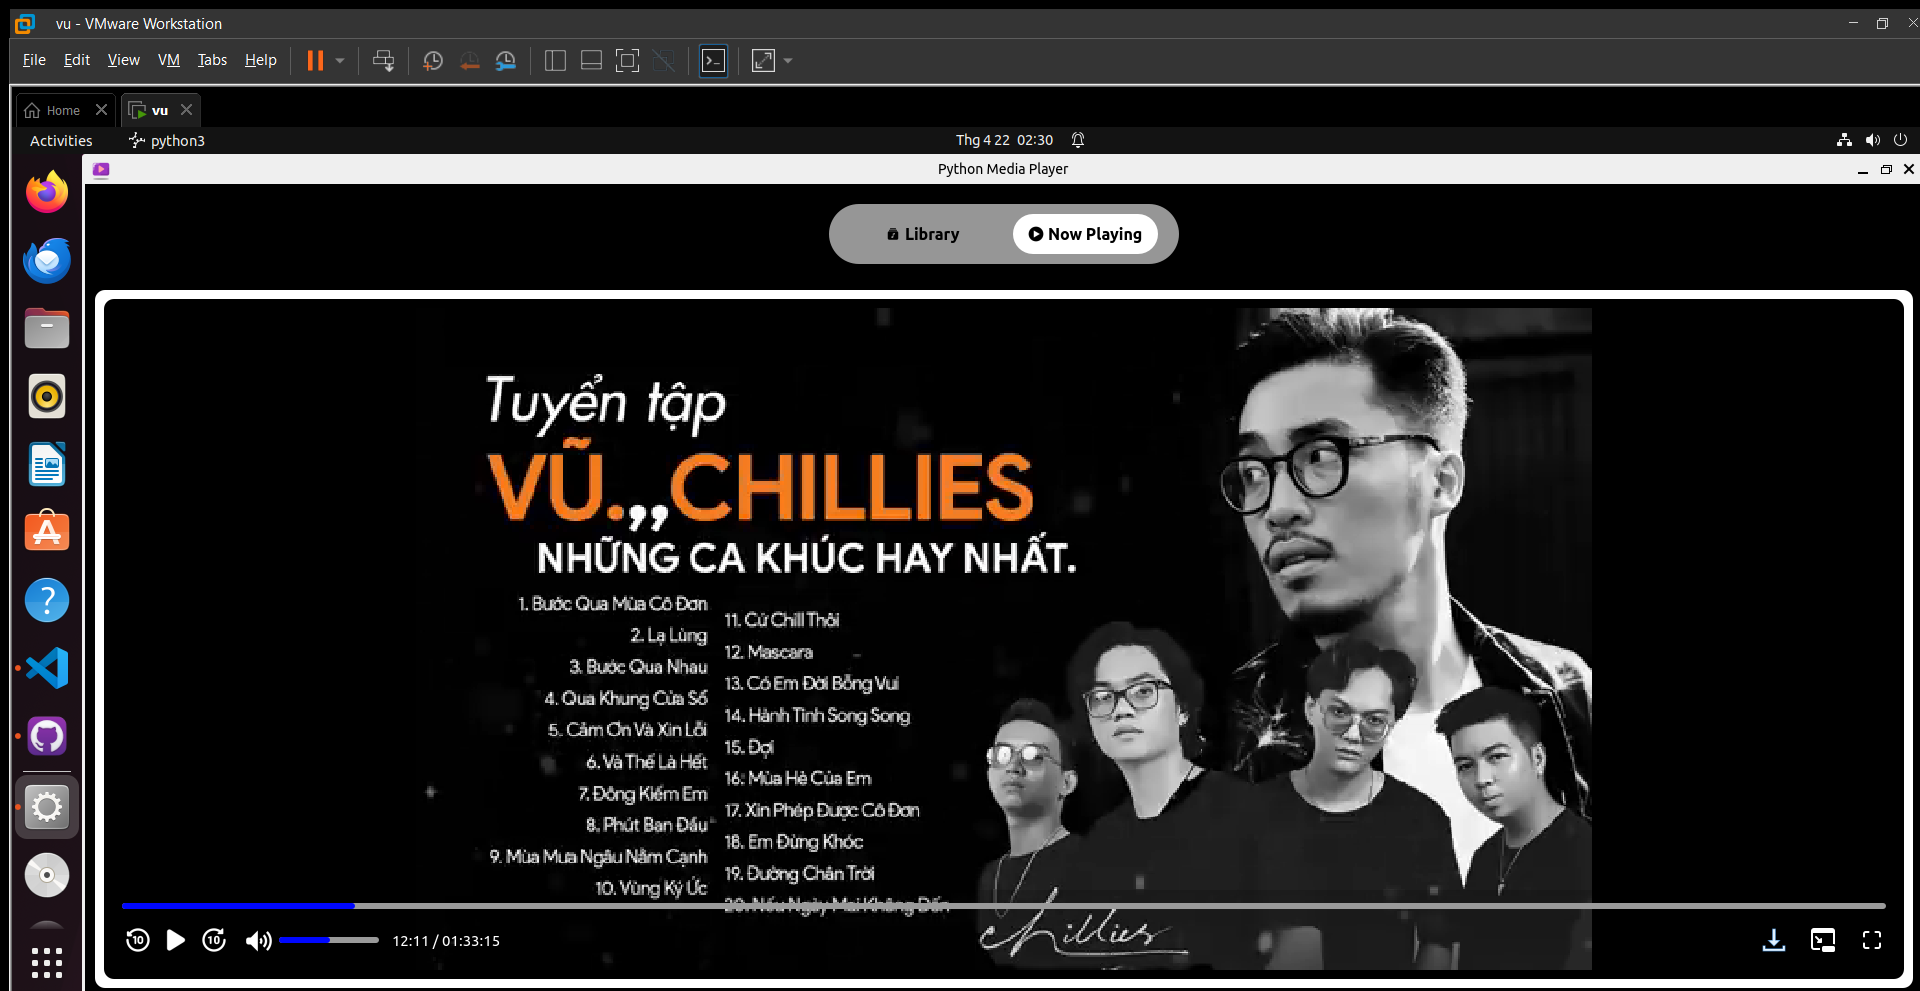 vu - VMware Workstation
File Edit View VM Tabs Help
Home vu
Activities python3 Thg 4 22 02:30
Python Media Player
Library Now Playing
Tuyển tập
VŨ.,,CHILLIES
NHỮNG CA KHÚC HAY NHẤT.
1. Bước Qua Mùa Cô Đơn
2. Lạ Lùng
3. Bước Qua Nhau
4. Qua Khung Cửa Sổ
5. Cảm Ơn Và Xin Lỗi
6. Và Thế Là Hết
7. Đông Kiếm Em
8. Phút Ban Đầu
9. Mùa Mưa Ngâu Nằm Cạnh
10. Vùng Ký Ức
11. Cứ Chill Thôi
12. Mascara
13. Có Em Đời Bỗng Vui
14. Hành Tinh Song Song
15. Đợi
16. Mùa Hè Của Em
17. Xin Phép Được Cô Đơn
18. Em Đừng Khóc
19. Đường Chân Trời
20. Nếu Ngày Mai Không Đến
Chillies
10 10 12:11 / 01:33:15